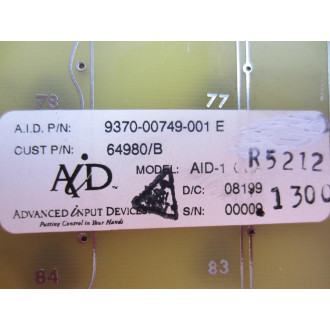 78
77
A.I.D. P/N: 9370-00749-001 E
CUST P/N: 64980/B
MODEL: AID-1
R5212
AID™
D/C: 08199
1300
ADVANCED INPUT DEVICES
S/N:
Putting Control in Your Hands
84
83